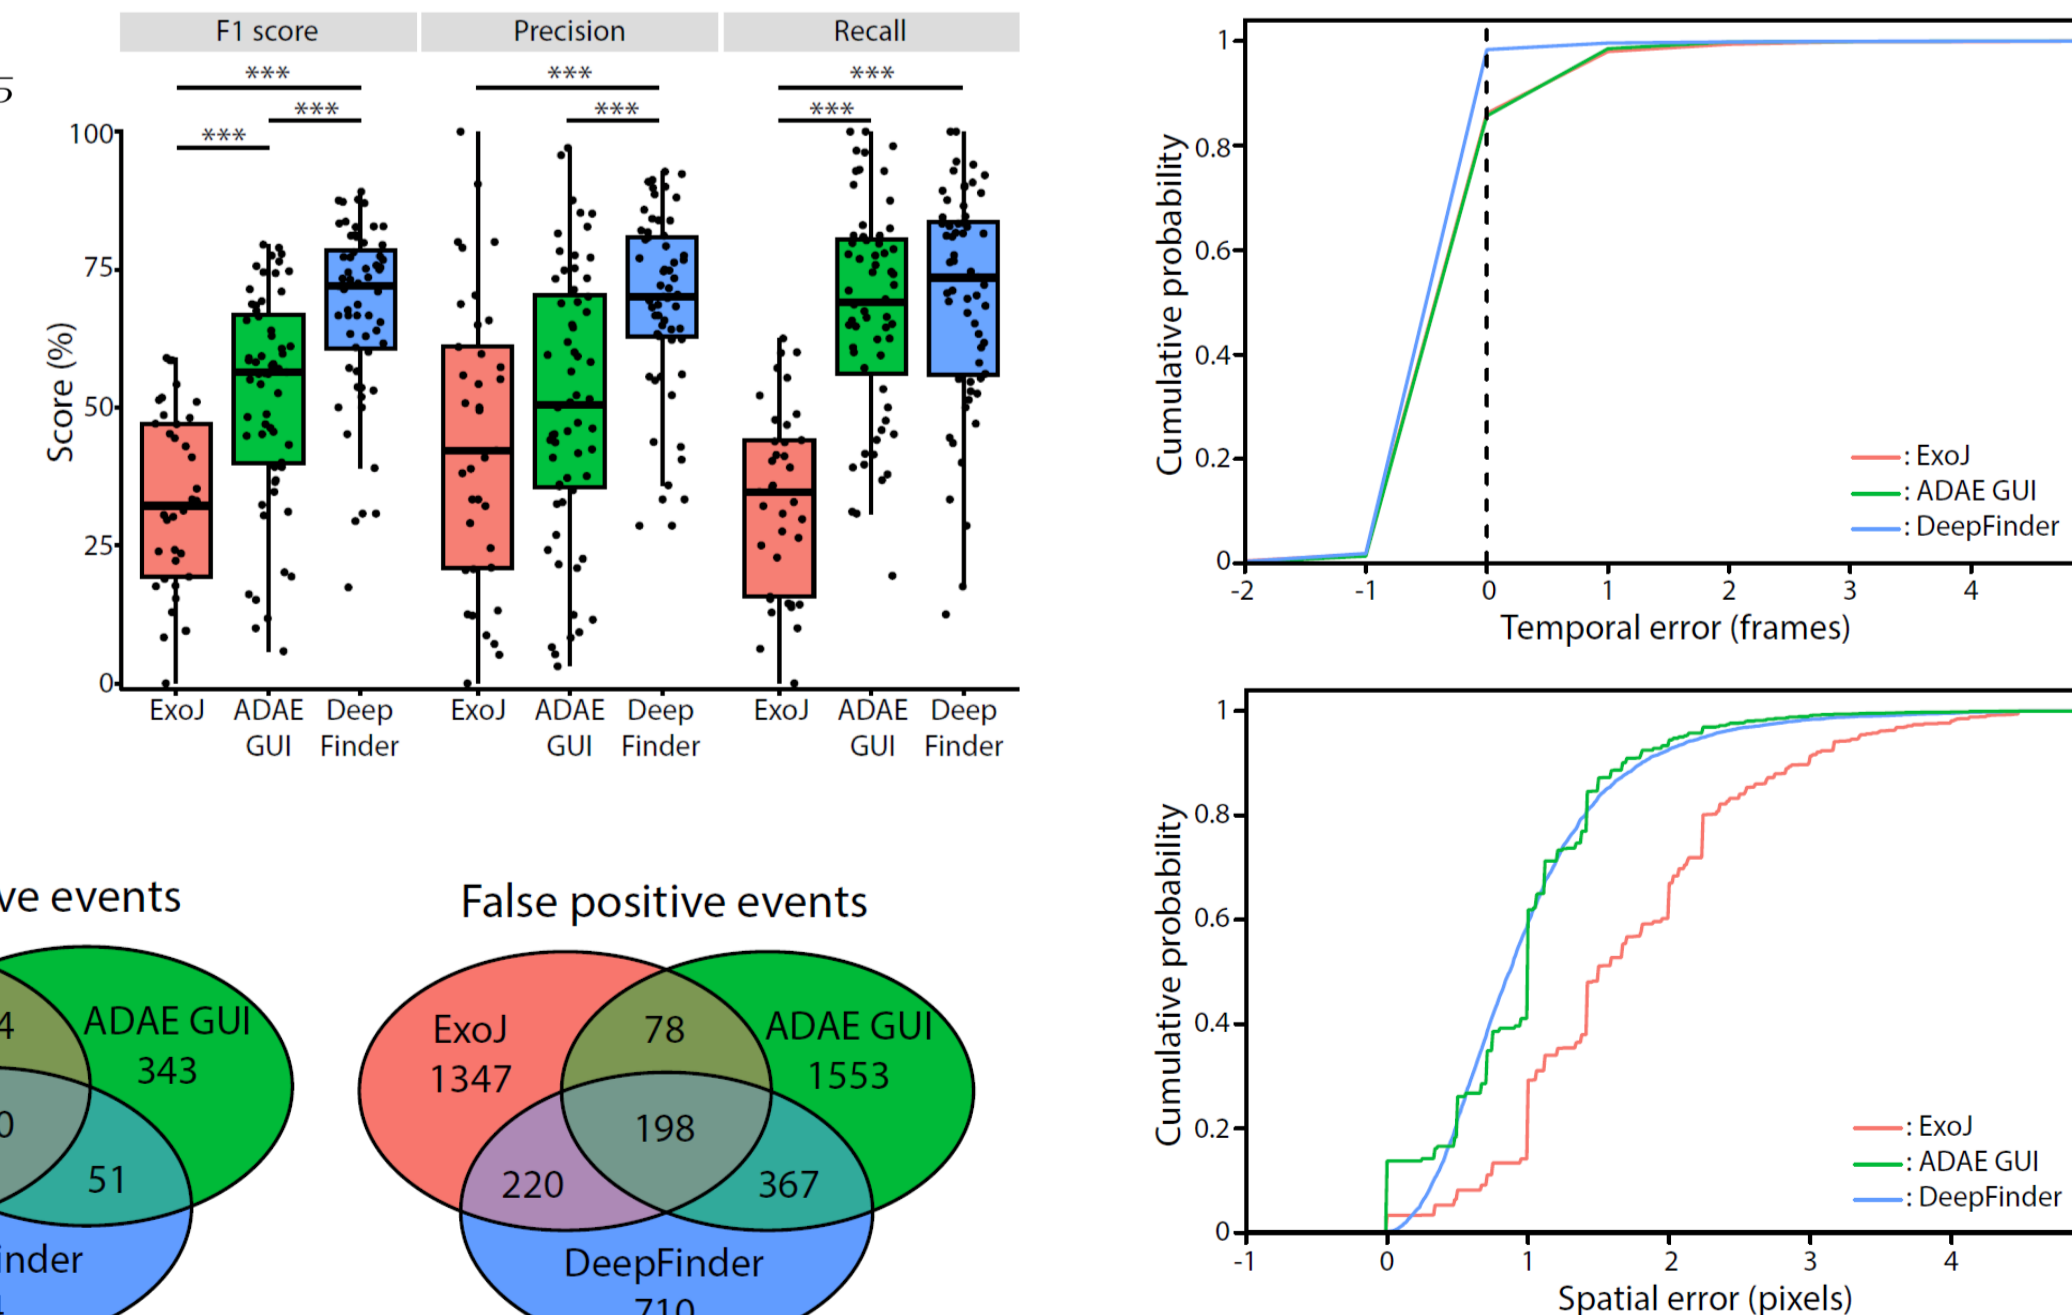 F1 score
Precision
Recall
***
***
***
***
***
***
***
100
75
50
25
0
Score (%)
ExoJ
ADAE GUI
Deep Finder
ExoJ
ADAE GUI
Deep Finder
ExoJ
ADAE GUI
Deep Finder
1
0.8
0.6
0.4
0.2
0
Cumulative probability
: ExoJ
: ADAE GUI
: DeepFinder
-2 -1 0 1 2 3 4
Temporal error (frames)
events
ADAE GUI
343
51
False positive events
ExoJ
1347
78
ADAE GUI
1553
198
220
367
DeepFinder
710
1
0.8
0.6
0.4
0.2
0
Cumulative probability
: ExoJ
: ADAE GUI
: DeepFinder
-1 0 1 2 3 4
Spatial error (pixels)